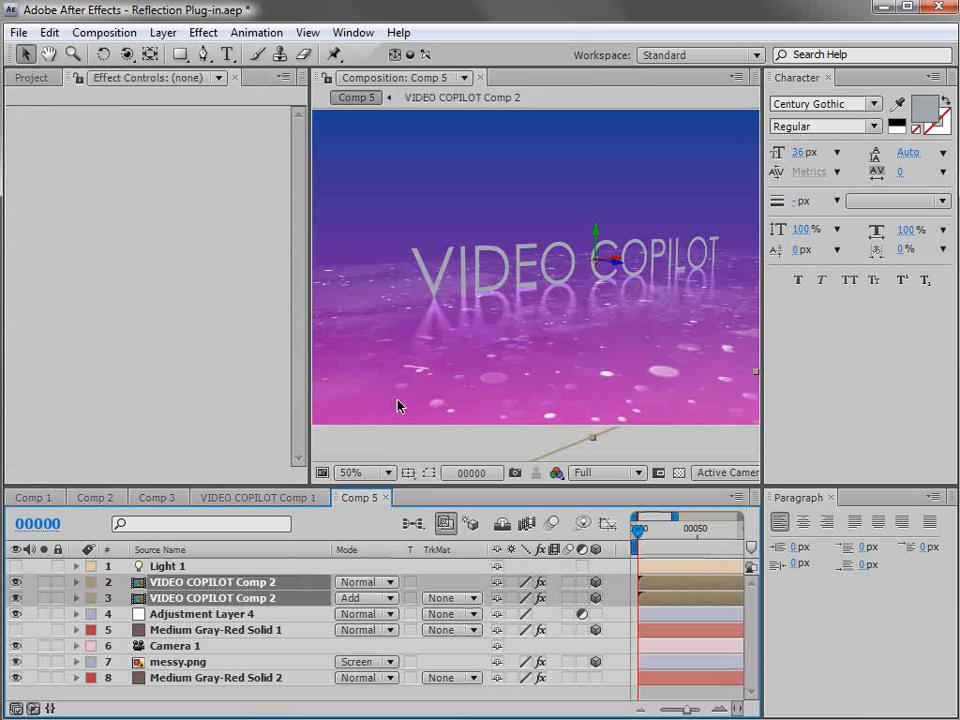 Adobe After Effects - Reflection Plug-in.aep *
File Edit Composition Layer Effect Animation View Window Help
Workspace: Standard Search Help
Project Effect Controls: (none) Composition: Comp 5 Character
Comp 5 VIDEO COPILOT Comp 2
Century Gothic
Regular
36 px Auto
Metrics 0
- px
100 % 100 %
0 px 0 %
T T TT Tт T¹ T₁
VIDEO COPILOT
50% 00000 Full Active Camer
Comp 1 Comp 2 Comp 3 VIDEO COPILOT Comp 1 Comp 5 Paragraph
00000 00050
# Source Name Mode T TrkMat
1 Light 1
2 VIDEO COPILOT Comp 2 Normal
3 VIDEO COPILOT Comp 2 Add None
4 Adjustment Layer 4 Normal None
5 Medium Gray-Red Solid 1 Normal None
6 Camera 1
7 messy.png Screen None
8 Medium Gray-Red Solid 2 Normal None
0 px 0 px 0 px
0 px 0 px